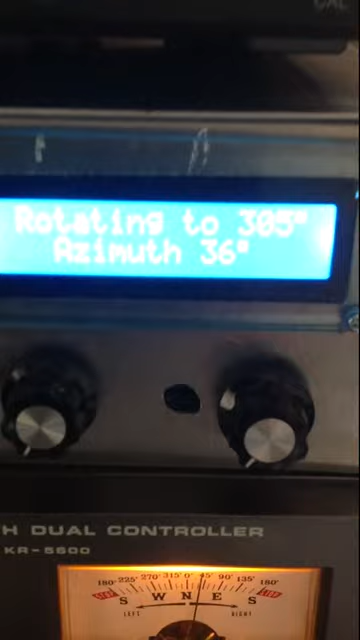 CAL
Rotating to 305°
Azimuth 36°
H DUAL CONTROLLER
KR-5600
180° 225° 270° 315° 0° 45° 90° 135° 180°
S W N E S
LEFT RIGHT